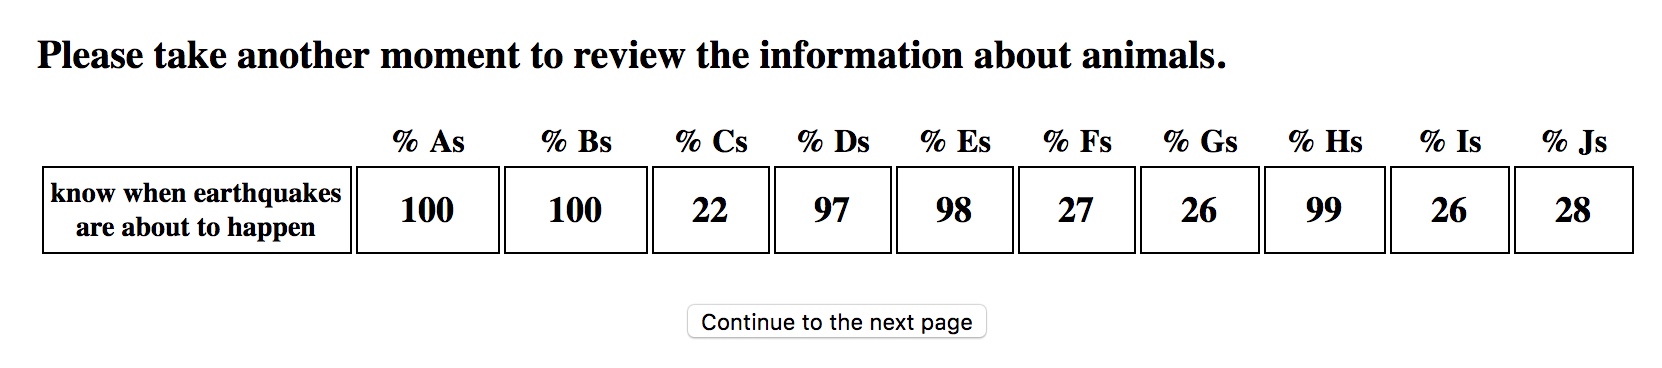 Please take another moment to review the information about animals.
% As % Bs % Cs % Ds % Es % Fs % Gs % Hs % Is % Js
know when earthquakes
are about to happen
100 100 22 97 98 27 26 99 26 28
Continue to the next page